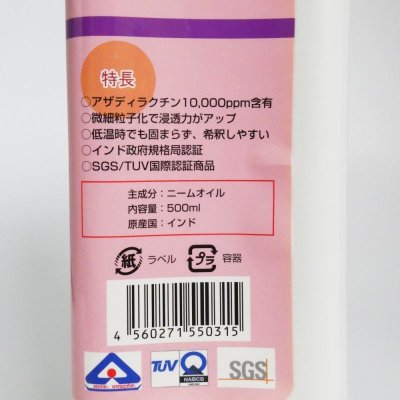 特長
○アザディラクチン10,000ppm含有
○微細粒子化で浸透力がアップ
○低温時でも固まらず、希釈しやすい
○インド政府規格局認証
○SGS/TUV国際認証商品
主成分：ニームオイル
内容量：500ml
原産国：インド
紙 ラベル プラ 容器
4 560271 550315
TUV NABCB SGS